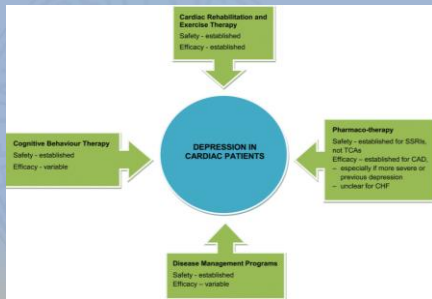 Cardiac Rehabilitation and
Exercise Therapy
Safety - established
Efficacy - established
Cognitive Behaviour Therapy
Safety - established
Efficacy - variable
DEPRESSION IN
CARDIAC PATIENTS
Pharmaco-therapy
Safety - established for SSRIs,
not TCAs
Efficacy – established for CAD,
– especially if more severe or
previous depression
– unclear for CHF
Disease Management Programs
Safety - established
Efficacy – variable